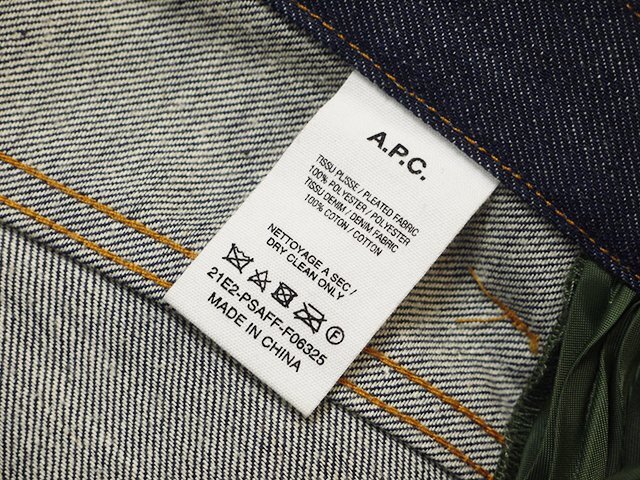 A.P.C.
TISSU PLISSE / PLEATED FABRIC
100% POLYESTER / POLYESTER
TISSU DENIM / DENIM FABRIC
100% COTON / COTTON
NETTOYAGE A SEC /
DRY CLEAN ONLY
F
21E2-PSAFF-F06325
MADE IN CHINA